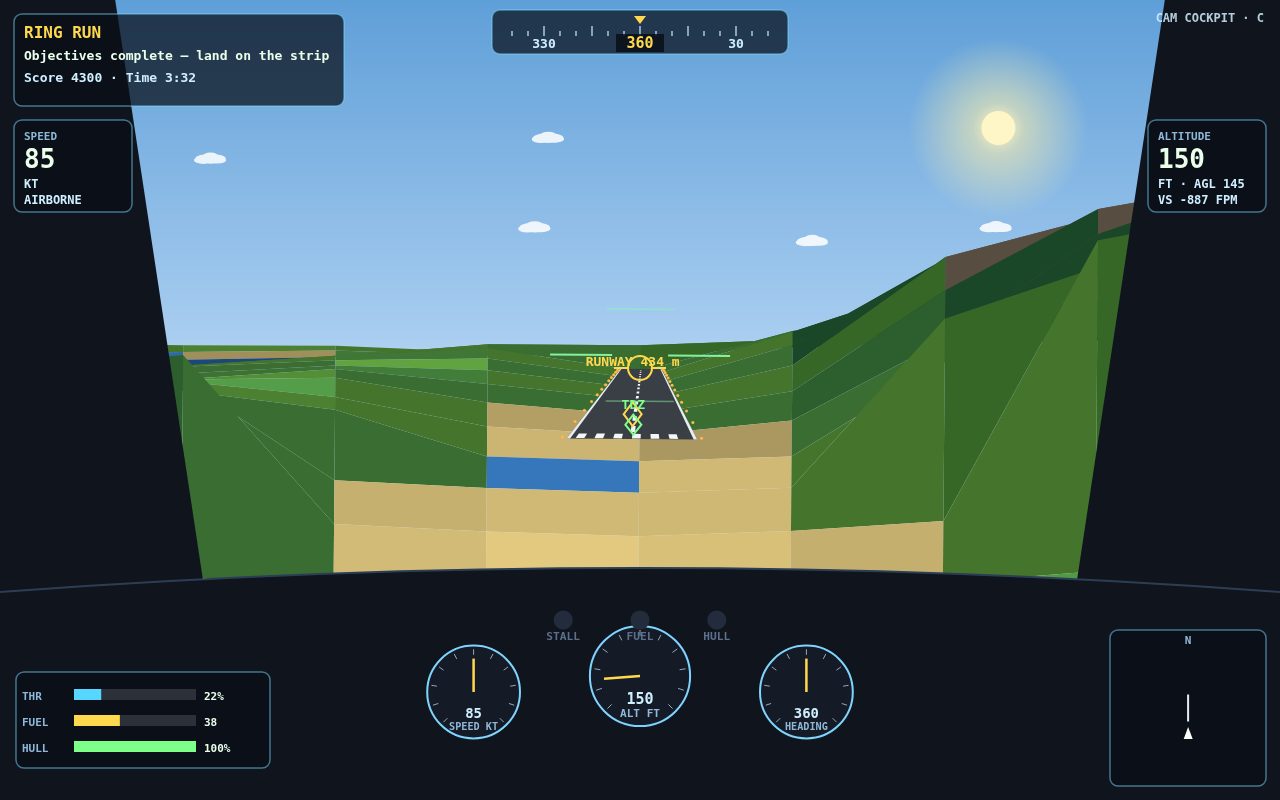 RING RUN
Objectives complete — land on the strip
Score 4300 · Time 3:32
330
360
30
CAM COCKPIT · C
SPEED
85
KT
AIRBORNE
ALTITUDE
150
FT · AGL 145
VS -887 FPM
RUNWAY 434 m
TDZ
STALL
FUEL
HULL
85
SPEED KT
150
ALT FT
360
HEADING
THR
22%
FUEL
38
HULL
100%
N